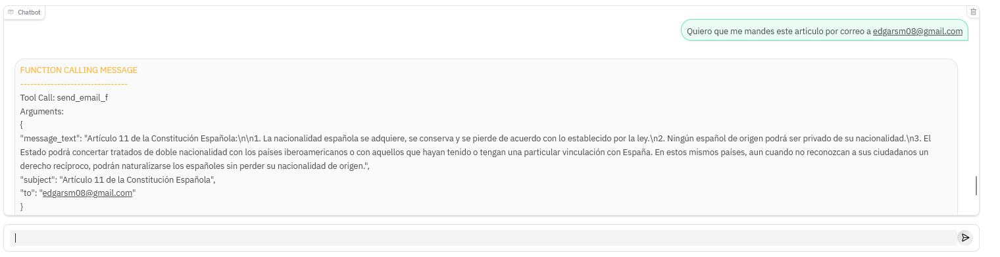 Chatbot
Quiero que me mandes este articulo por correo a edgarsm08@gmail.com
FUNCTION CALLING MESSAGE
--------------------------------
Tool Call: send_email_f
Arguments:
{
"message_text": "Artículo 11 de la Constitución Española:\n\n1. La nacionalidad española se adquiere, se conserva y se pierde de acuerdo con lo establecido por la ley.\n2. Ningún español de origen podrá ser privado de su nacionalidad.\n3. El
Estado podrá concertar tratados de doble nacionalidad con los países iberoamericanos o con aquellos que hayan tenido o tengan una particular vinculación con España. En estos mismos países, aun cuando no reconozcan a sus ciudadanos un
derecho recíproco, podrán naturalizarse los españoles sin perder su nacionalidad de origen.",
"subject": "Artículo 11 de la Constitución Española",
"to": "edgarsm08@gmail.com"
}